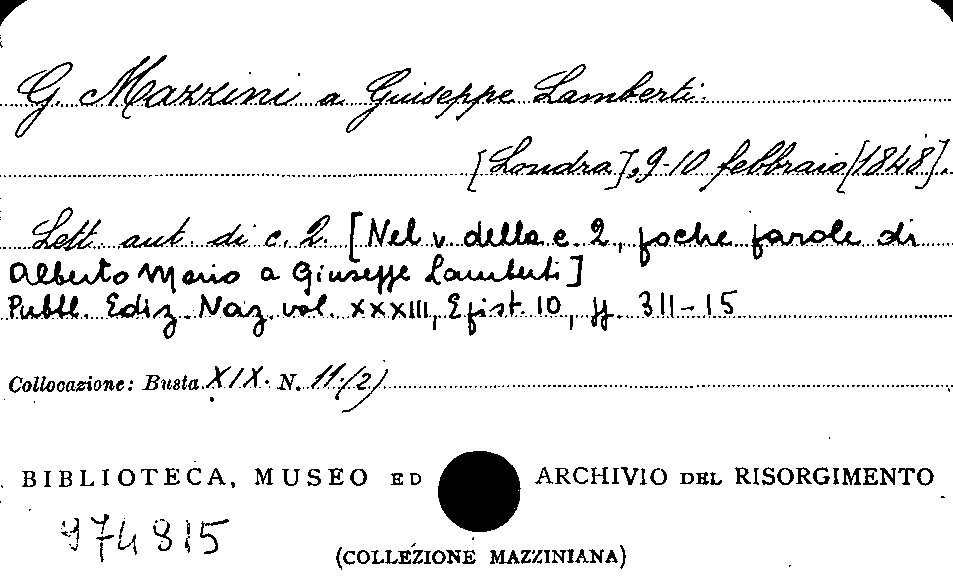 G. Mazzini a Giuseppe Lamberti.
[Londra], 9-10 febbraio [1848].
Lett. aut. di c. 2. [Nel v. della c. 2, poche parole di
Alberto Mario a Giuseppe Lamberti]
Pubbl. Ediz. Naz. vol. XXXIII, Epist. 10, pp. 311-15
Collocazione: Busta XIX. N. 11.(2)
BIBLIOTECA, MUSEO ED ARCHIVIO DEL RISORGIMENTO
974815
(COLLEZIONE MAZZINIANA)